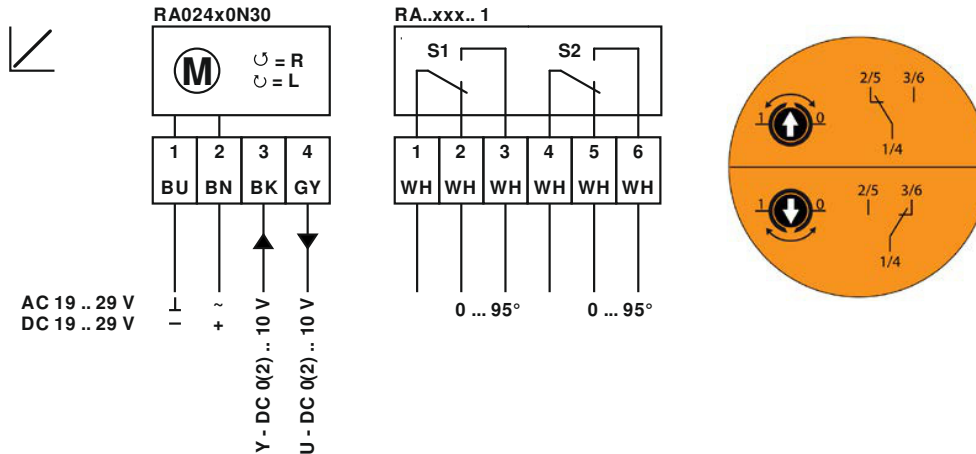 RA024x0N30
RA..xxx.. 1
M
↺ = R
↻ = L
S1
S2
1 2 3 4
BU BN BK GY
1 2 3 4 5 6
WH WH WH WH WH WH
AC 19 .. 29 V ⊥ ~
DC 19 .. 29 V – +
Y - DC 0(2) .. 10 V
U - DC 0(2) .. 10 V
0 ... 95°
0 ... 95°
2/5 3/6
1 0
1/4
2/5 3/6
1 0
1/4